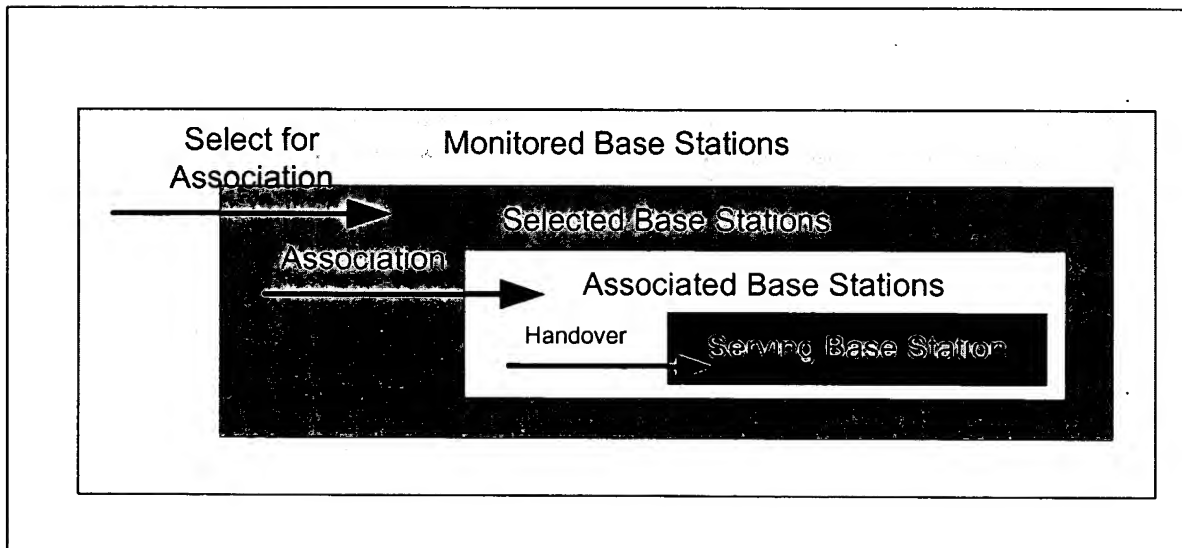 Select for
Association
Monitored Base Stations
Selected Base Stations
Association
Associated Base Stations
Handover
Serving Base Station